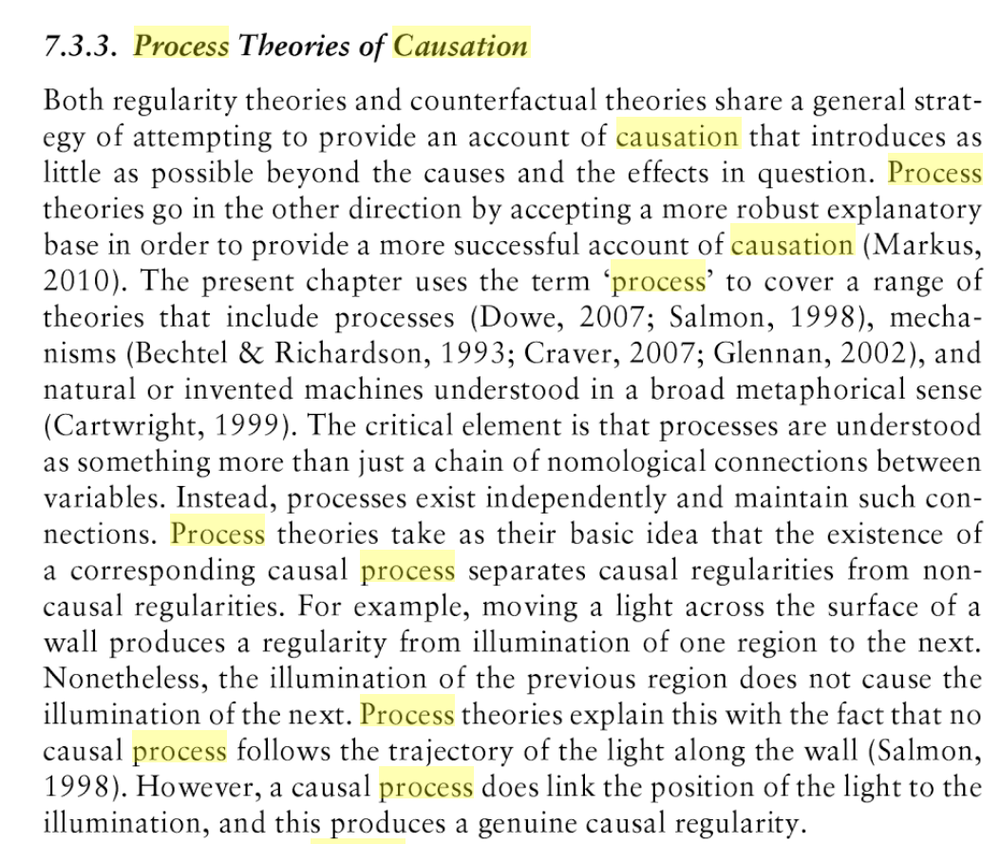 7.3.3. Process Theories of Causation
Both regularity theories and counterfactual theories share a general strat-
egy of attempting to provide an account of causation that introduces as
little as possible beyond the causes and the effects in question. Process
theories go in the other direction by accepting a more robust explanatory
base in order to provide a more successful account of causation (Markus,
2010). The present chapter uses the term ‘process’ to cover a range of
theories that include processes (Dowe, 2007; Salmon, 1998), mecha-
nisms (Bechtel & Richardson, 1993; Craver, 2007; Glennan, 2002), and
natural or invented machines understood in a broad metaphorical sense
(Cartwright, 1999). The critical element is that processes are understood
as something more than just a chain of nomological connections between
variables. Instead, processes exist independently and maintain such con-
nections. Process theories take as their basic idea that the existence of
a corresponding causal process separates causal regularities from non-
causal regularities. For example, moving a light across the surface of a
wall produces a regularity from illumination of one region to the next.
Nonetheless, the illumination of the previous region does not cause the
illumination of the next. Process theories explain this with the fact that no
causal process follows the trajectory of the light along the wall (Salmon,
1998). However, a causal process does link the position of the light to the
illumination, and this produces a genuine causal regularity.